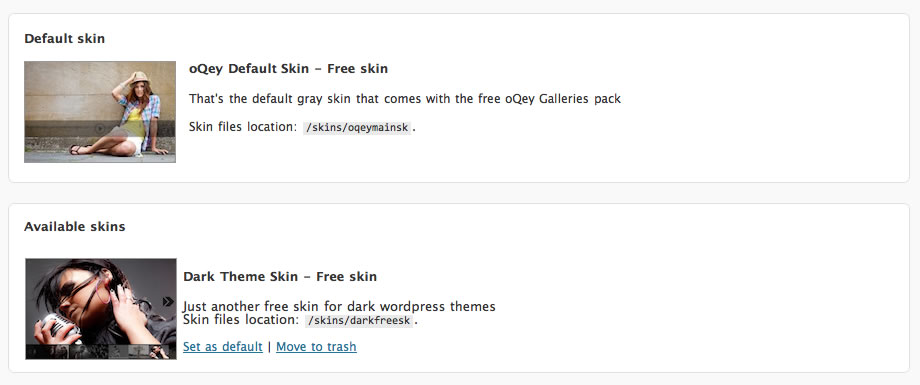 Default skin
oQey Default Skin - Free skin
That's the default gray skin that comes with the free oQey Galleries pack
Skin files location: /skins/oqeymainsk.
Available skins
Dark Theme Skin - Free skin
Just another free skin for dark wordpress themes
Skin files location: /skins/darkfreesk.
Set as default | Move to trash